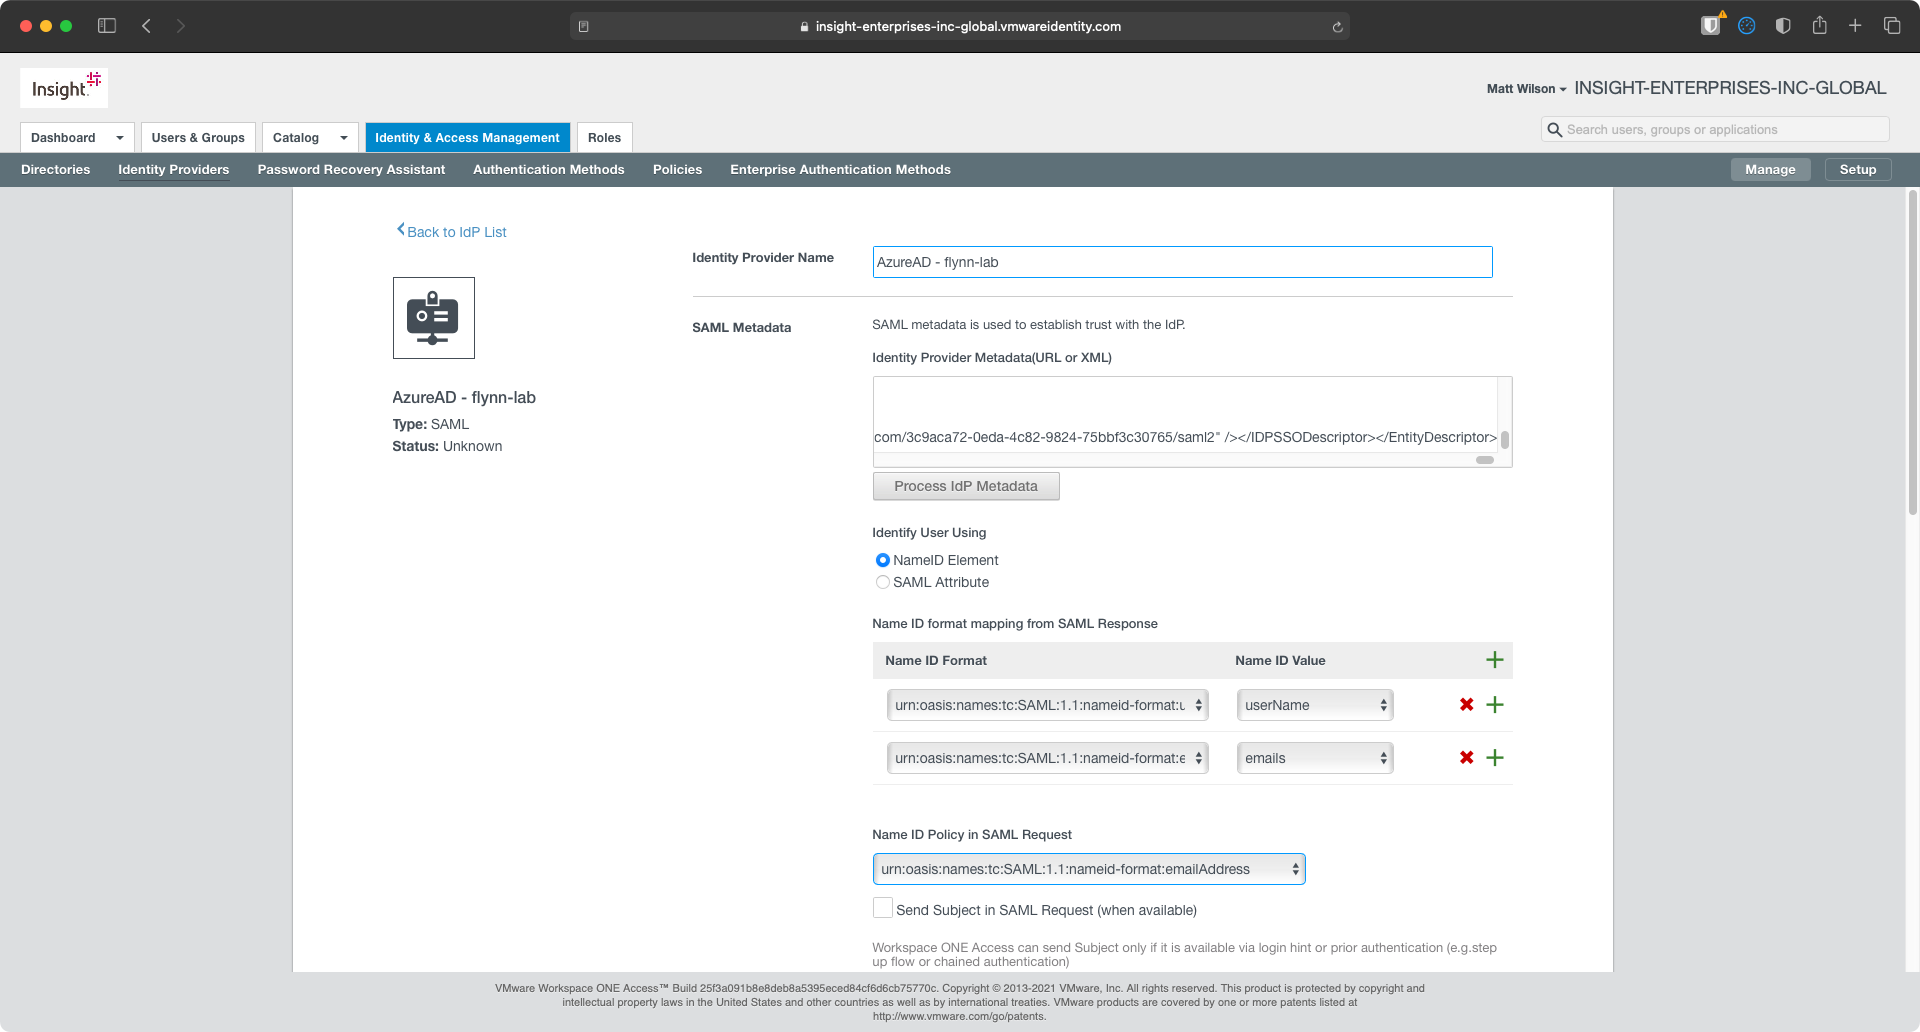 insight-enterprises-inc-global.vmwareidentity.com
Insight.
Matt Wilson INSIGHT-ENTERPRISES-INC-GLOBAL
Dashboard Users & Groups Catalog Identity & Access Management Roles
Search users, groups or applications
Directories Identity Providers Password Recovery Assistant Authentication Methods Policies Enterprise Authentication Methods Manage Setup
Back to IdP List
Identity Provider Name AzureAD - flynn-lab
SAML Metadata SAML metadata is used to establish trust with the IdP.
Identity Provider Metadata(URL or XML)
com/3c9aca72-0eda-4c82-9824-75bbf3c30765/saml2" /></IDPSSODescriptor></EntityDescriptor>
Process IdP Metadata
AzureAD - flynn-lab
Type: SAML
Status: Unknown
Identify User Using
NameID Element
SAML Attribute
Name ID format mapping from SAML Response
Name ID Format Name ID Value
urn:oasis:names:tc:SAML:1.1:nameid-format:u userName
urn:oasis:names:tc:SAML:1.1:nameid-format:e emails
Name ID Policy in SAML Request
urn:oasis:names:tc:SAML:1.1:nameid-format:emailAddress
Send Subject in SAML Request (when available)
Workspace ONE Access can send Subject only if it is available via login hint or prior authentication (e.g.step
up flow or chained authentication)
VMware Workspace ONE Access™ Build 25f3a091b8e8deb8a5395eced84cf6d6cb75770c. Copyright © 2013-2021 VMware, Inc. All rights reserved. This product is protected by copyright and
intellectual property laws in the United States and other countries as well as by international treaties. VMware products are covered by one or more patents listed at
http://www.vmware.com/go/patents.